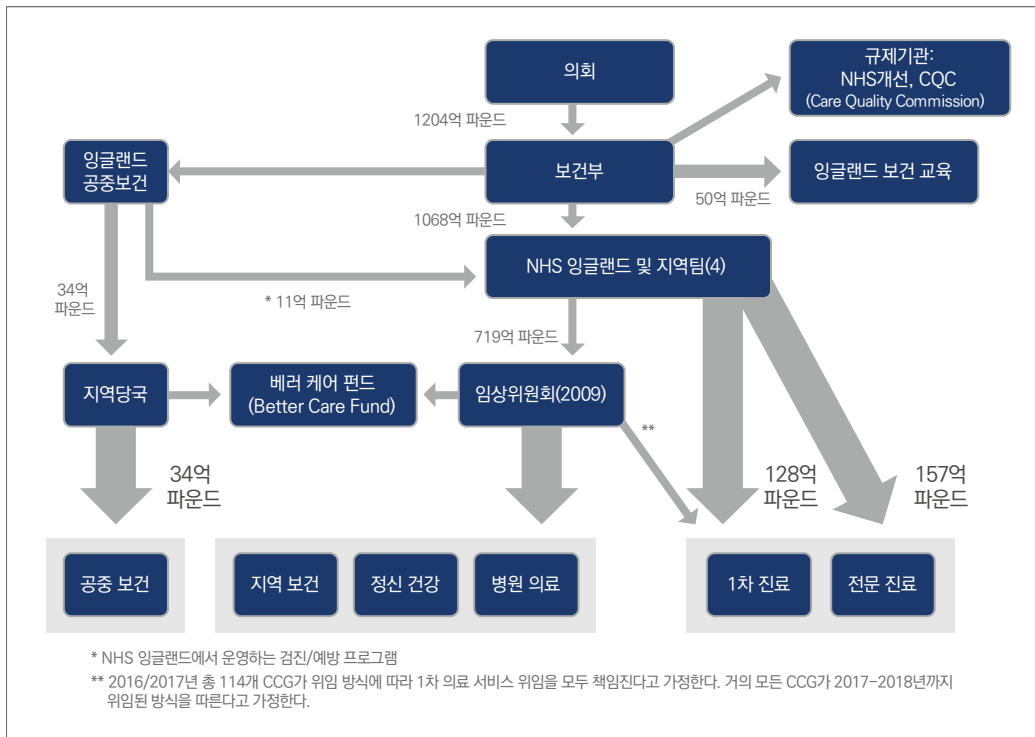 의회
규제기관:
NHS개선, CQC
(Care Quality Commission)
1204억 파운드
잉글랜드
공중보건
보건부
잉글랜드 보건 교육
50억 파운드
1068억 파운드
NHS 잉글랜드 및 지역팀(4)
34억
파운드
* 11억 파운드
719억 파운드
지역당국
베러 케어 펀드
(Better Care Fund)
임상위원회(2009)
**
34억
파운드
128억
파운드
157억
파운드
공중 보건
지역 보건
정신 건강
병원 의료
1차 진료
전문 진료
* NHS 잉글랜드에서 운영하는 검진/예방 프로그램
** 2016/2017년 총 114개 CCG가 위임 방식에 따라 1차 의료 서비스 위임을 모두 책임진다고 가정한다. 거의 모든 CCG가 2017-2018년까지
위임된 방식을 따른다고 가정한다.